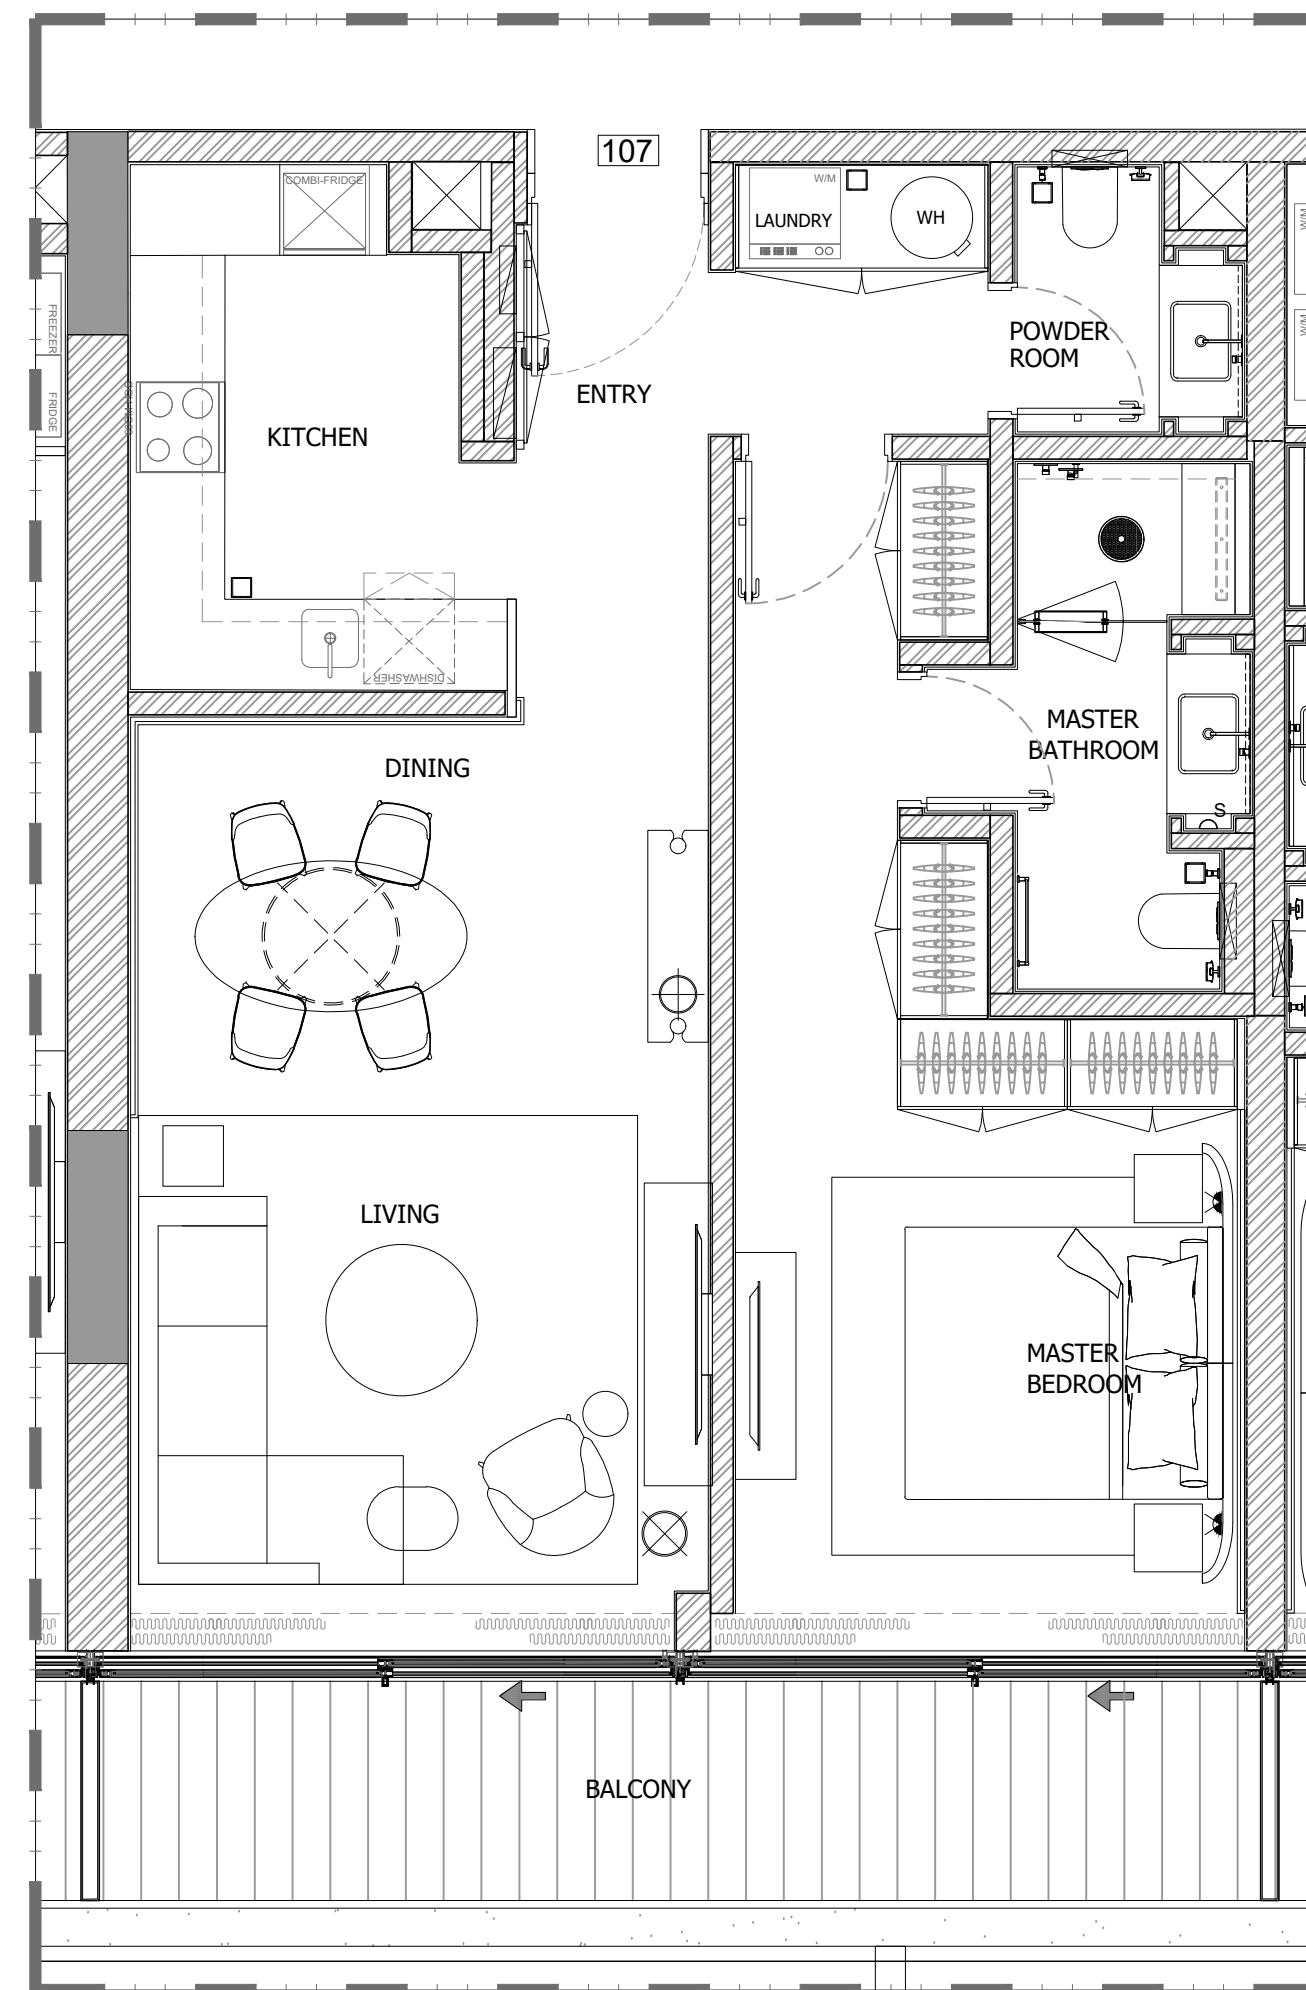 107
COMBI-FRIDGE
W/M
LAUNDRY
WH
W/M
FREEZER
POWDER
ROOM
W/M
ENTRY
FRIDGE
KITCHEN
DISHWASHER
MASTER
BATHROOM
DINING
S
LIVING
MASTER
BEDROOM
BALCONY